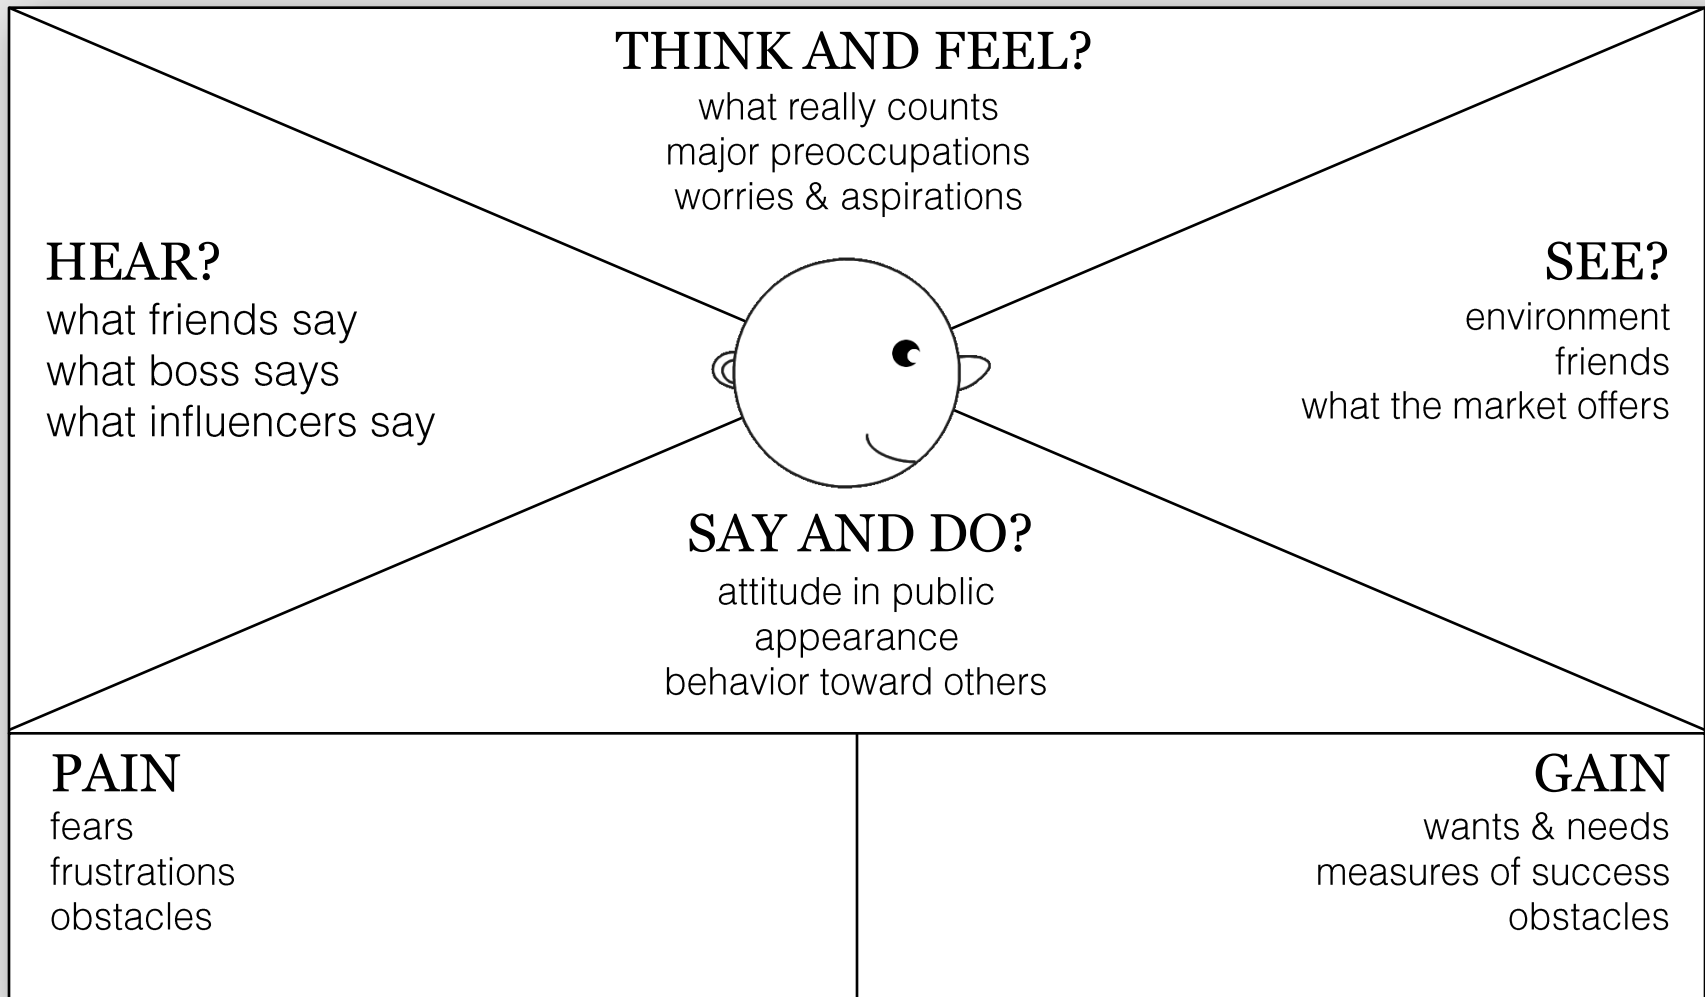 THINK AND FEEL?
what really counts
major preoccupations
worries & aspirations
HEAR?
what friends say
what boss says
what influencers say
SEE?
environment
friends
what the market offers
SAY AND DO?
attitude in public
appearance
behavior toward others
PAIN
fears
frustrations
obstacles
GAIN
wants & needs
measures of success
obstacles